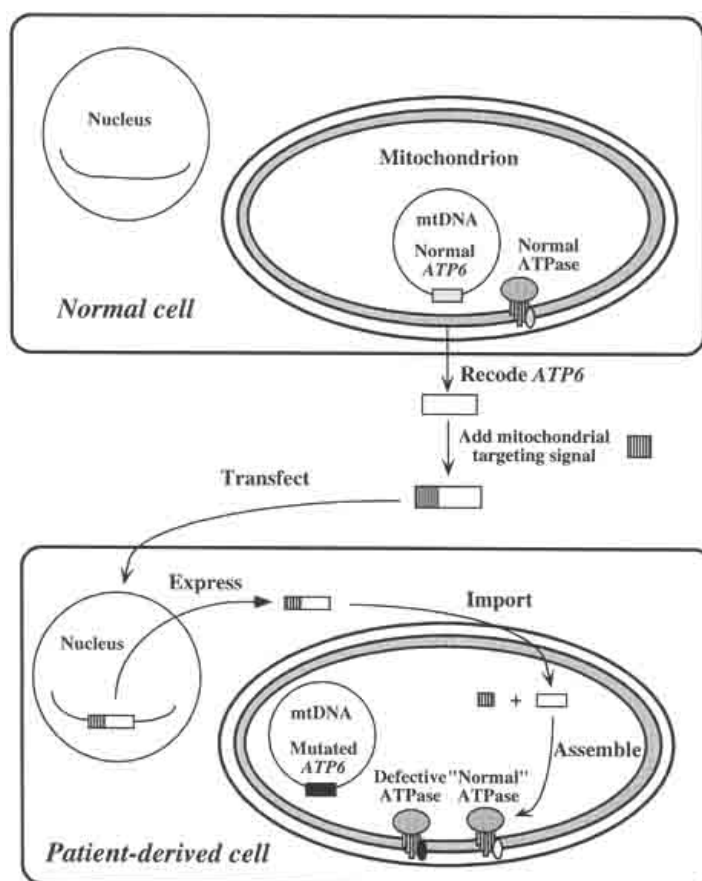 Nucleus
Mitochondrion
mtDNA
Normal
ATP6
Normal
ATPase
Normal cell
Recode ATP6
Add mitochondrial
targeting signal
Transfect
Express
Import
Nucleus
mtDNA
Mutated
ATP6
+
Assemble
Defective "Normal"
ATPase ATPase
Patient-derived cell